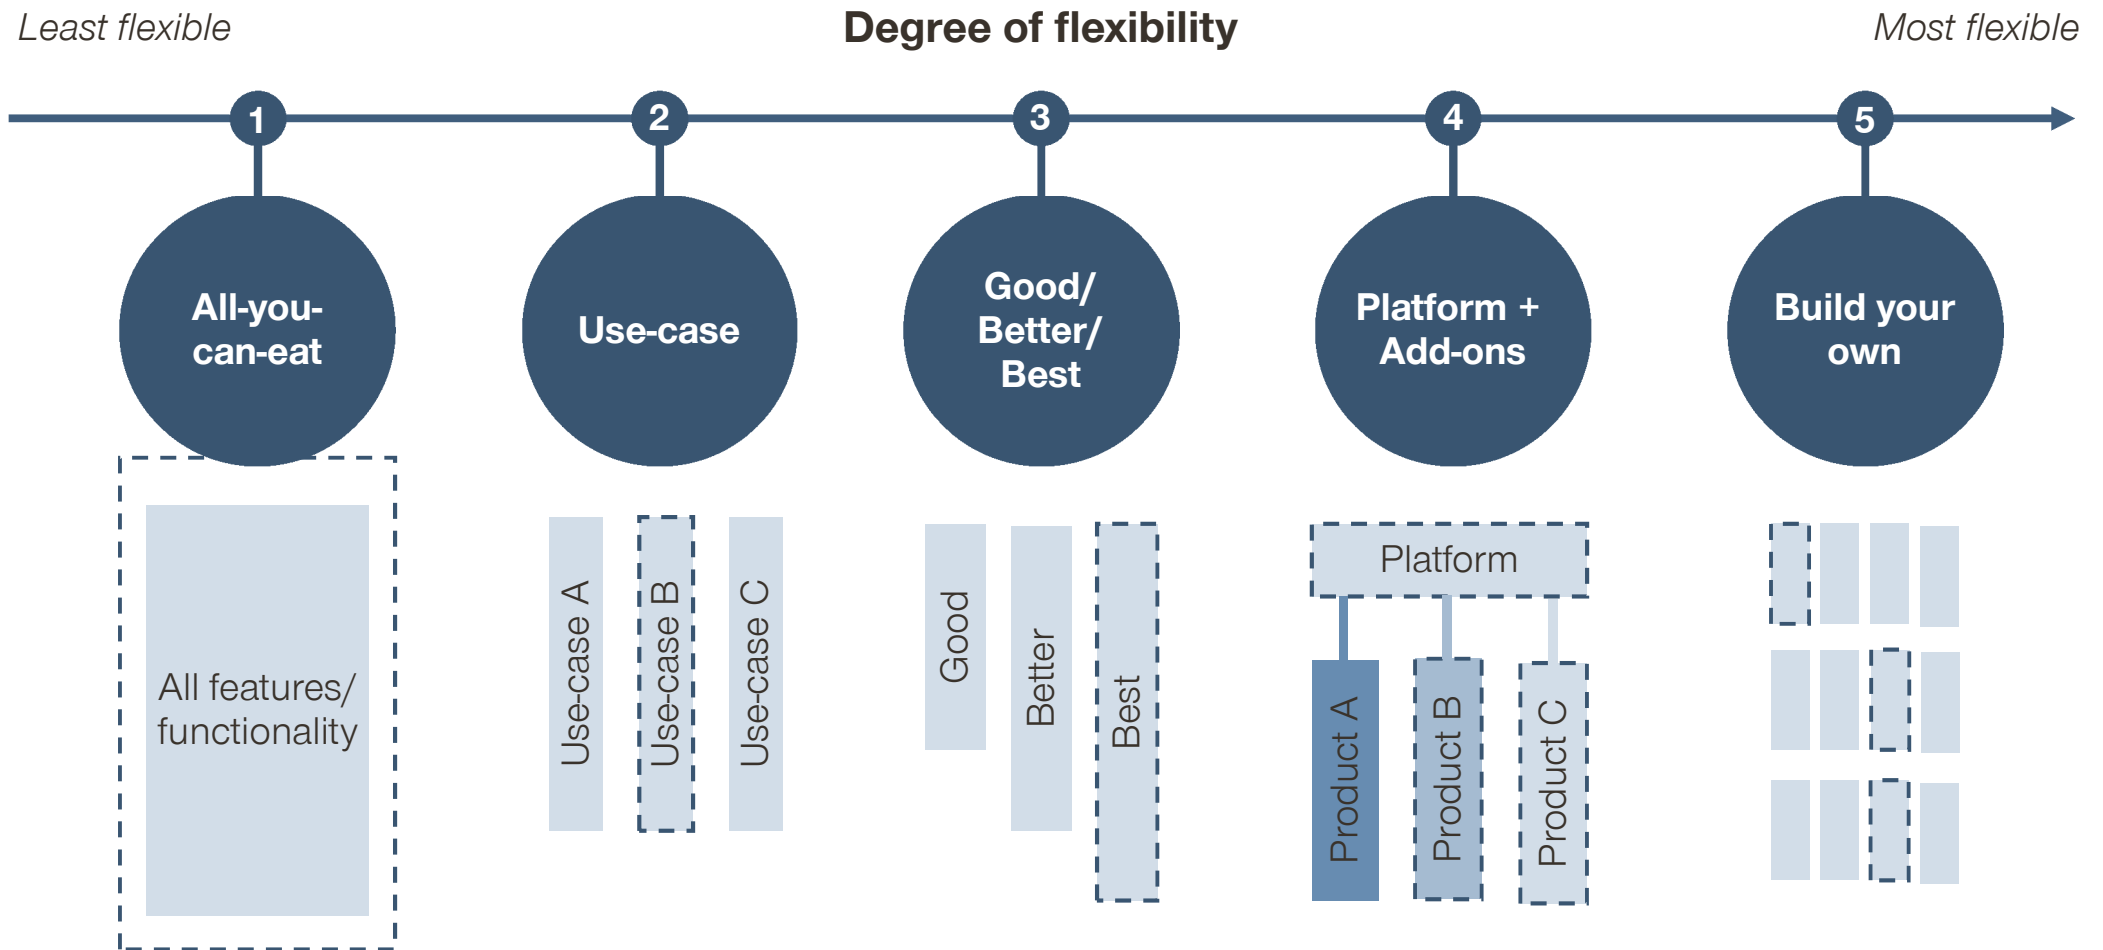 Least flexible
Degree of flexibility
Most flexible
1
2
3
4
5
All-you-
can-eat
Use-case
Good/
Better/
Best
Platform +
Add-ons
Build your
own
All features/
functionality
Use-case A
Use-case B
Use-case C
Good
Better
Best
Platform
Product A
Product B
Product C